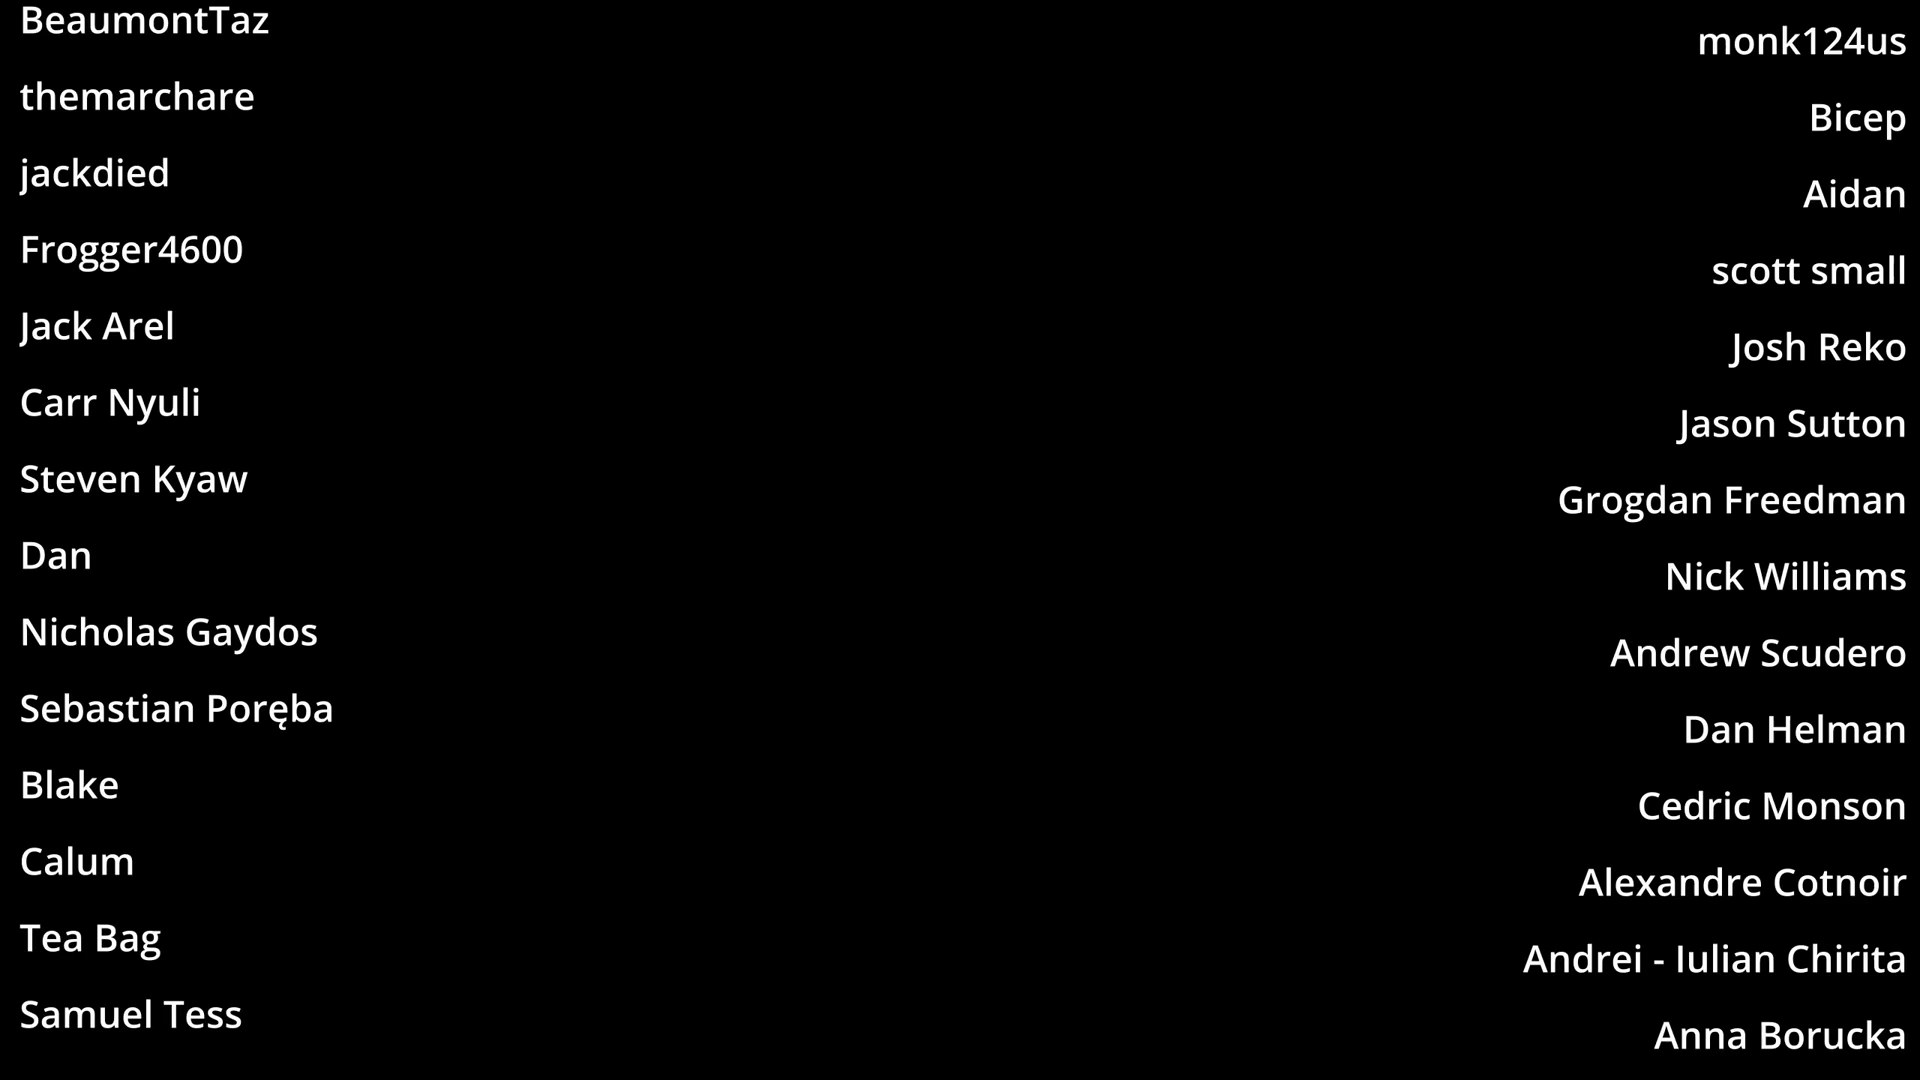 BeaumontTaz
themarchare
jackdied
Frogger4600
Jack Arel
Carr Nyuli
Steven Kyaw
Dan
Nicholas Gaydos
Sebastian Poręba
Blake
Calum
Tea Bag
Samuel Tess
monk124us
Bicep
Aidan
scott small
Josh Reko
Jason Sutton
Grogdan Freedman
Nick Williams
Andrew Scudero
Dan Helman
Cedric Monson
Alexandre Cotnoir
Andrei - Iulian Chirita
Anna Borucka